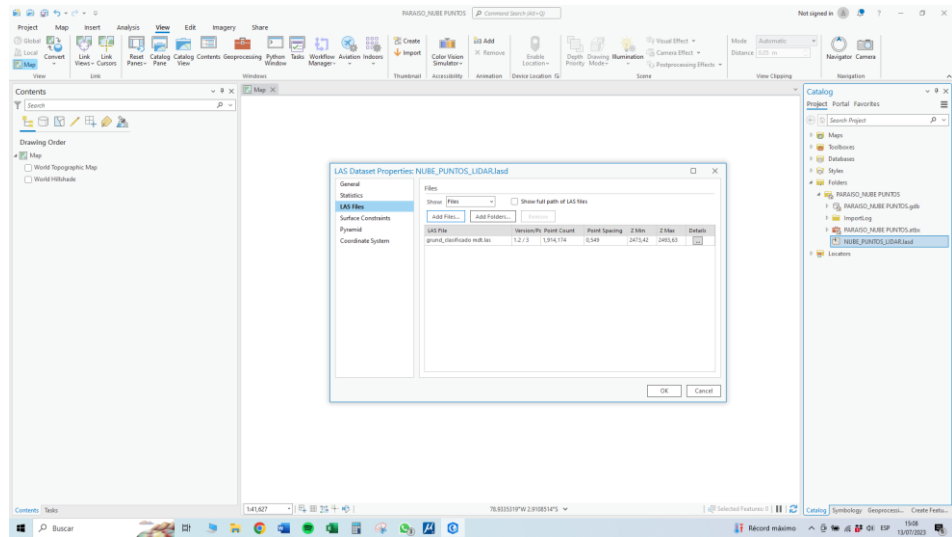 PARAISO_NUBE PUNTOS
Command Search (Alt+Q)
Not signed in
?
Project Map Insert Analysis View Edit Imagery Share
Global
Local
Map
Convert
Link Views
Link Cursors
Reset Panes
Catalog Pane
Catalog View
Contents
Geoprocessing
Python Window
Tasks
Workflow Manager
Aviation
Indoors
Create
Import
Color Vision Simulator
Add
Remove
Enable Location
Depth Priority
Drawing Mode
Illumination
Visual Effect
Camera Effect
Postprocessing Effects
Mode Automatic
Distance 0.05 m
Navigator
Camera
View Link Windows Thumbnail Accessibility Animation Device Location Scene View Clipping Navigation
Contents
Search
Drawing Order
Map
World Topographic Map
World Hillshade
Map
LAS Dataset Properties: NUBE_PUNTOS_LIDAR.lasd
General
Statistics
LAS Files
Surface Constraints
Pyramid
Coordinate System
Files
Show: Files Show full path of LAS files
Add Files... Add Folders... Remove
LAS File Version/Pc Point Count Point Spacing Z Min Z Max Details
grund_clasificado mdt.las 1.2 / 3 1,914,174 0,549 2473,42 2493,63 ...
OK Cancel
Catalog
Project Portal Favorites
Search Project
Maps
Toolboxes
Databases
Styles
Folders
PARAISO_NUBE PUNTOS
PARAISO_NUBE PUNTOS.gdb
ImportLog
PARAISO_NUBE PUNTOS.atbx
NUBE_PUNTOS_LIDAR.lasd
Locators
Contents Tasks
1:41,627
Selected Features: 0
Catalog Symbology Geoprocessi... Create Featu...
Buscar
Récord máximo
ESP
15:08
13/07/2023